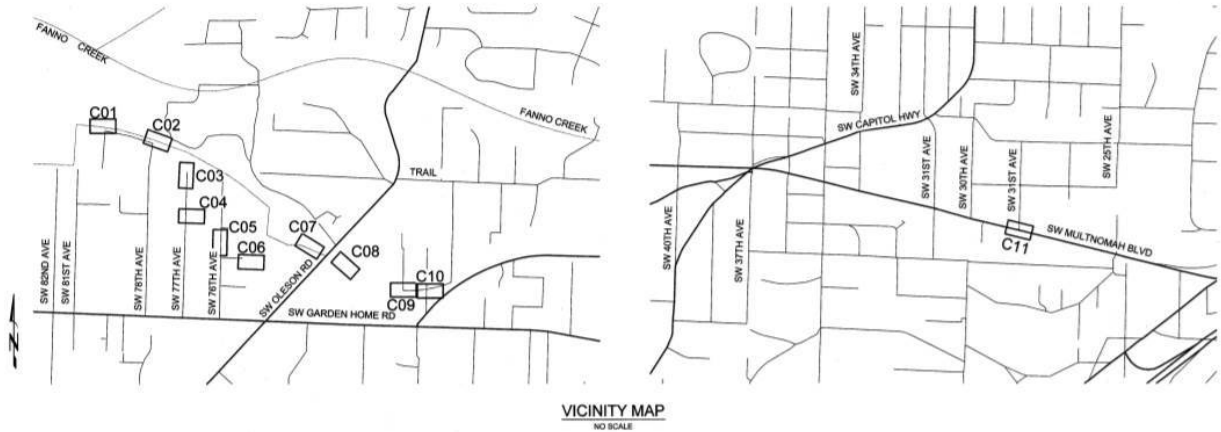 FANNO CREEK
C01
C02
C03
C04
C05
C06
C07
C08
C09
C10
FANNO CREEK
TRAIL
SW OLESON RD
SW GARDEN HOME RD
SW 82ND AVE
SW 81ST AVE
SW 78TH AVE
SW 77TH AVE
SW 76TH AVE
N
SW 34TH AVE
SW CAPITOL HWY
SW 31ST AVE
SW 30TH AVE
SW 31ST AVE
SW 25TH AVE
SW 40TH AVE
SW 37TH AVE
SW MULTNOMAH BLVD
C11
VICINITY MAP
NO SCALE